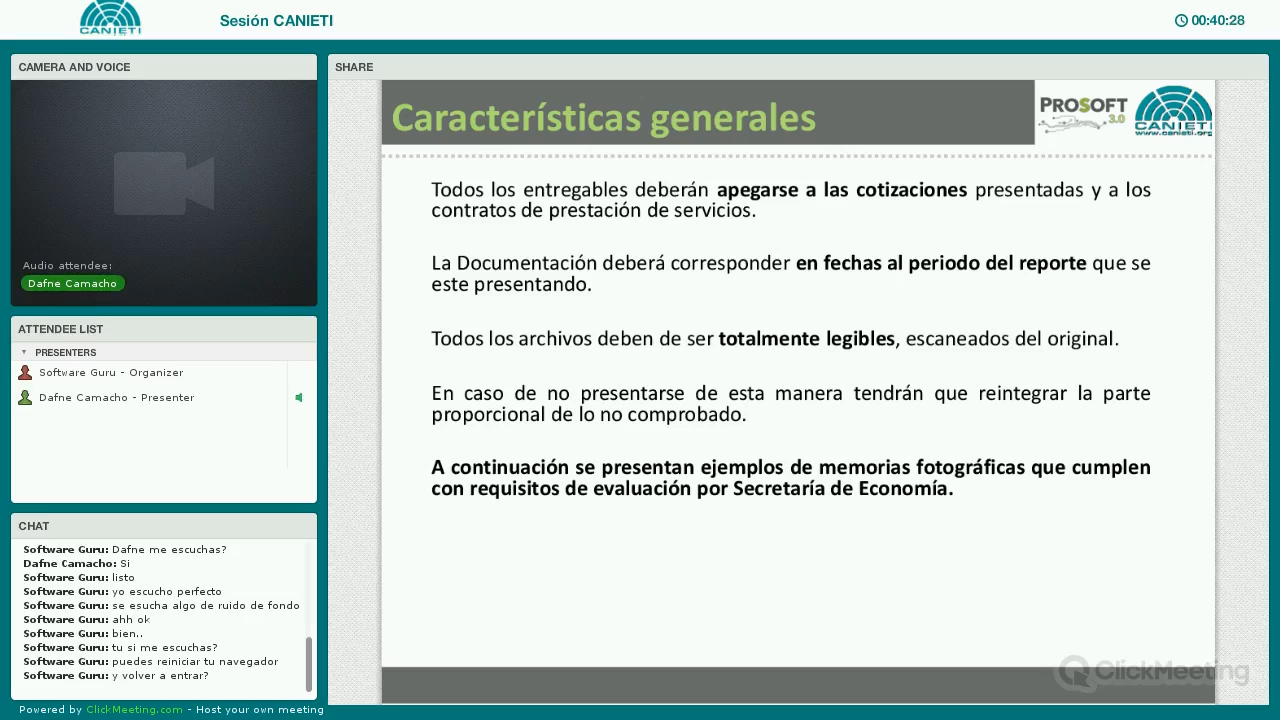 CANIETI
Sesión CANIETI
00:40:28
CAMERA AND VOICE
Audio attendee:
Dafne Camacho
ATTENDEE LIST
PRESENTERS
Software Guru - Organizer
Dafne Camacho - Presenter
CHAT
Software Guru: Dafne me escuchas?
Dafne Camacho: Si
Software Guru: listo
Software Guru: yo escucho perfecto
Software Guru: se esucha algo de ruido de fondo
Software Guru: ahh ok
Software Guru: bien..
Software Guru: tu si me escuchas?
Software Guru: puedes reiniciar tu navegador
Software Guru: y volver a entrar?
Powered by ClickMeeting.com - Host your own meeting
SHARE
Características generales
PROSOFT
3.0
CANIETI
www.canieti.org
Todos los entregables deberán apegarse a las cotizaciones presentadas y a los
contratos de prestación de servicios.
La Documentación deberá corresponder en fechas al periodo del reporte que se
este presentando.
Todos los archivos deben de ser totalmente legibles, escaneados del original.
En caso de no presentarse de esta manera tendrán que reintegrar la parte
proporcional de lo no comprobado.
A continuación se presentan ejemplos de memorias fotográficas que cumplen
con requisitos de evaluación por Secretaría de Economía.
ClickMeeting